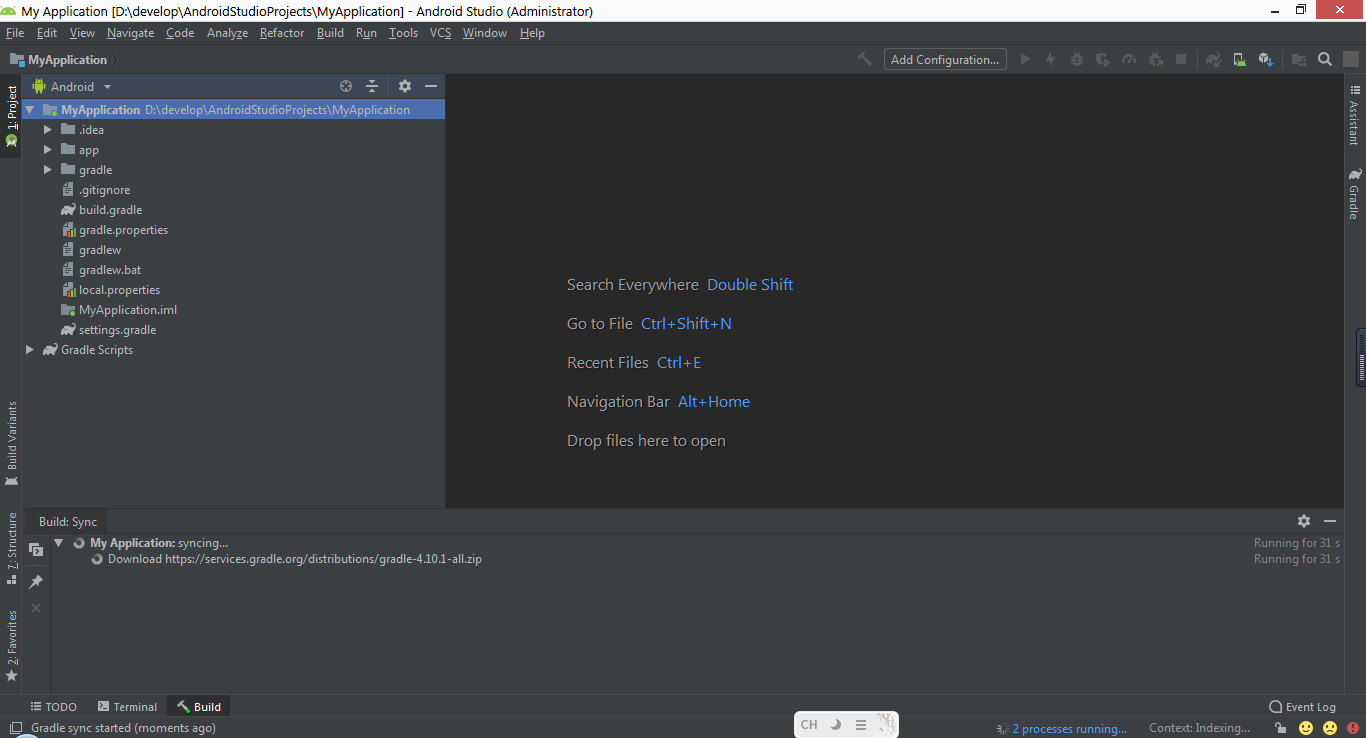 My Application [D:\develop\AndroidStudioProjects\MyApplication] - Android Studio (Administrator)
File Edit View Navigate Code Analyze Refactor Build Run Tools VCS Window Help
MyApplication
Add Configuration...
1: Project
Android
MyApplication D:\develop\AndroidStudioProjects\MyApplication
.idea
app
gradle
.gitignore
build.gradle
gradle.properties
gradlew
gradlew.bat
local.properties
MyApplication.iml
settings.gradle
Gradle Scripts
Search Everywhere Double Shift
Go to File Ctrl+Shift+N
Recent Files Ctrl+E
Navigation Bar Alt+Home
Drop files here to open
Assistant
Gradle
Build Variants
7: Structure
2: Favorites
Build: Sync
My Application: syncing... Running for 31 s
Download https://services.gradle.org/distributions/gradle-4.10.1-all.zip Running for 31 s
TODO Terminal Build Event Log
Gradle sync started (moments ago) CH 2 processes running... Context: Indexing...